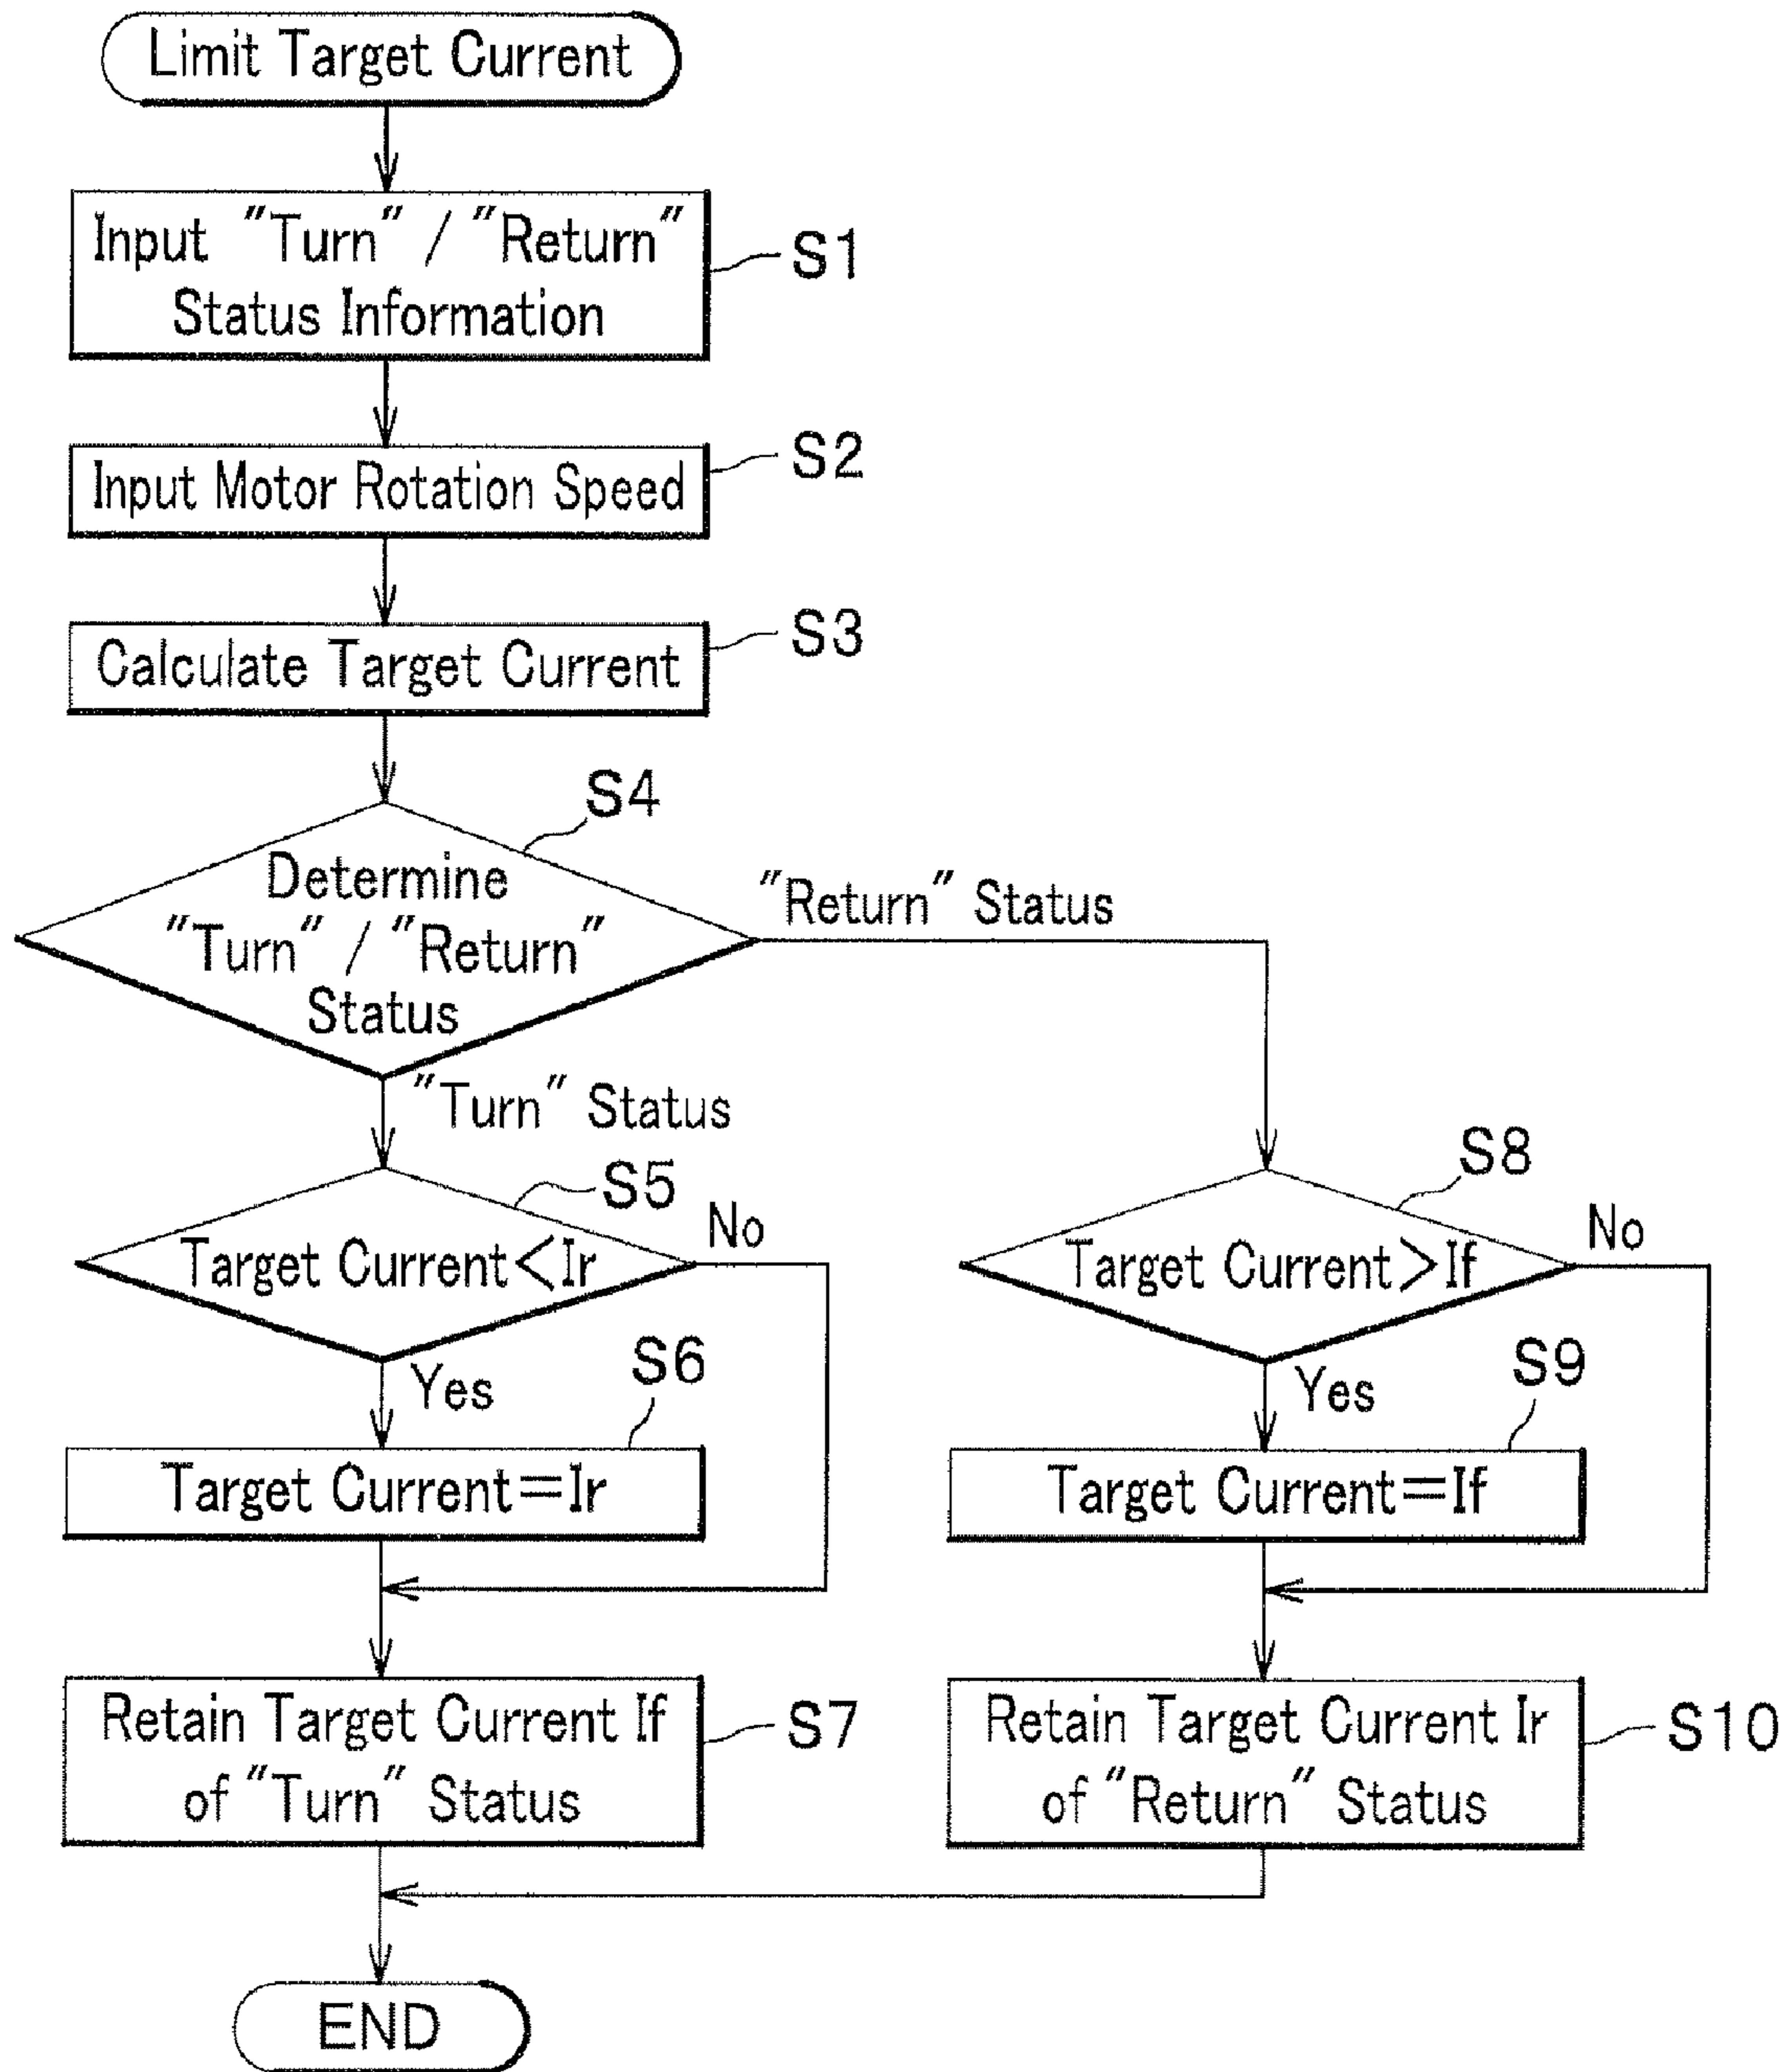 Limit Target Current
Input "Turn" / "Return"
Status Information
S1
Input Motor Rotation Speed
S2
Calculate Target Current
S3
S4
Determine
"Turn" / "Return"
Status
"Return" Status
"Turn" Status
S5
Target Current<Ir
No
Yes
S6
Target Current=Ir
Retain Target Current If
of "Turn" Status
S7
S8
Target Current>If
No
Yes
S9
Target Current=If
Retain Target Current Ir
of "Return" Status
S10
END